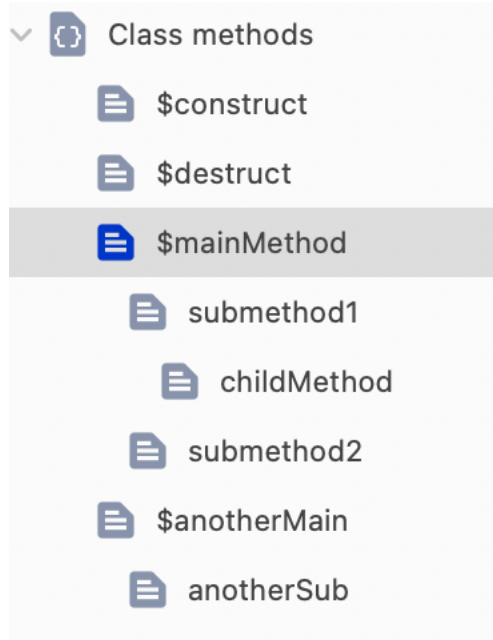 Class methods
$construct
$destruct
$mainMethod
submethod1
childMethod
submethod2
$anotherMain
anotherSub